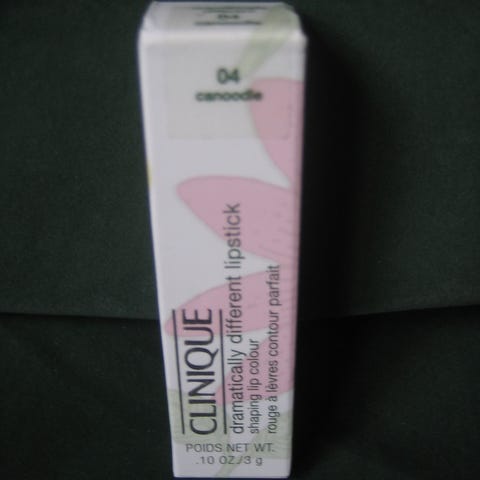 04
canoodle
CLINIQUE
dramatically different lipstick
shaping lip colour
rouge à lèvres contour parfait
POIDS NET WT.
.10 OZ./3 g